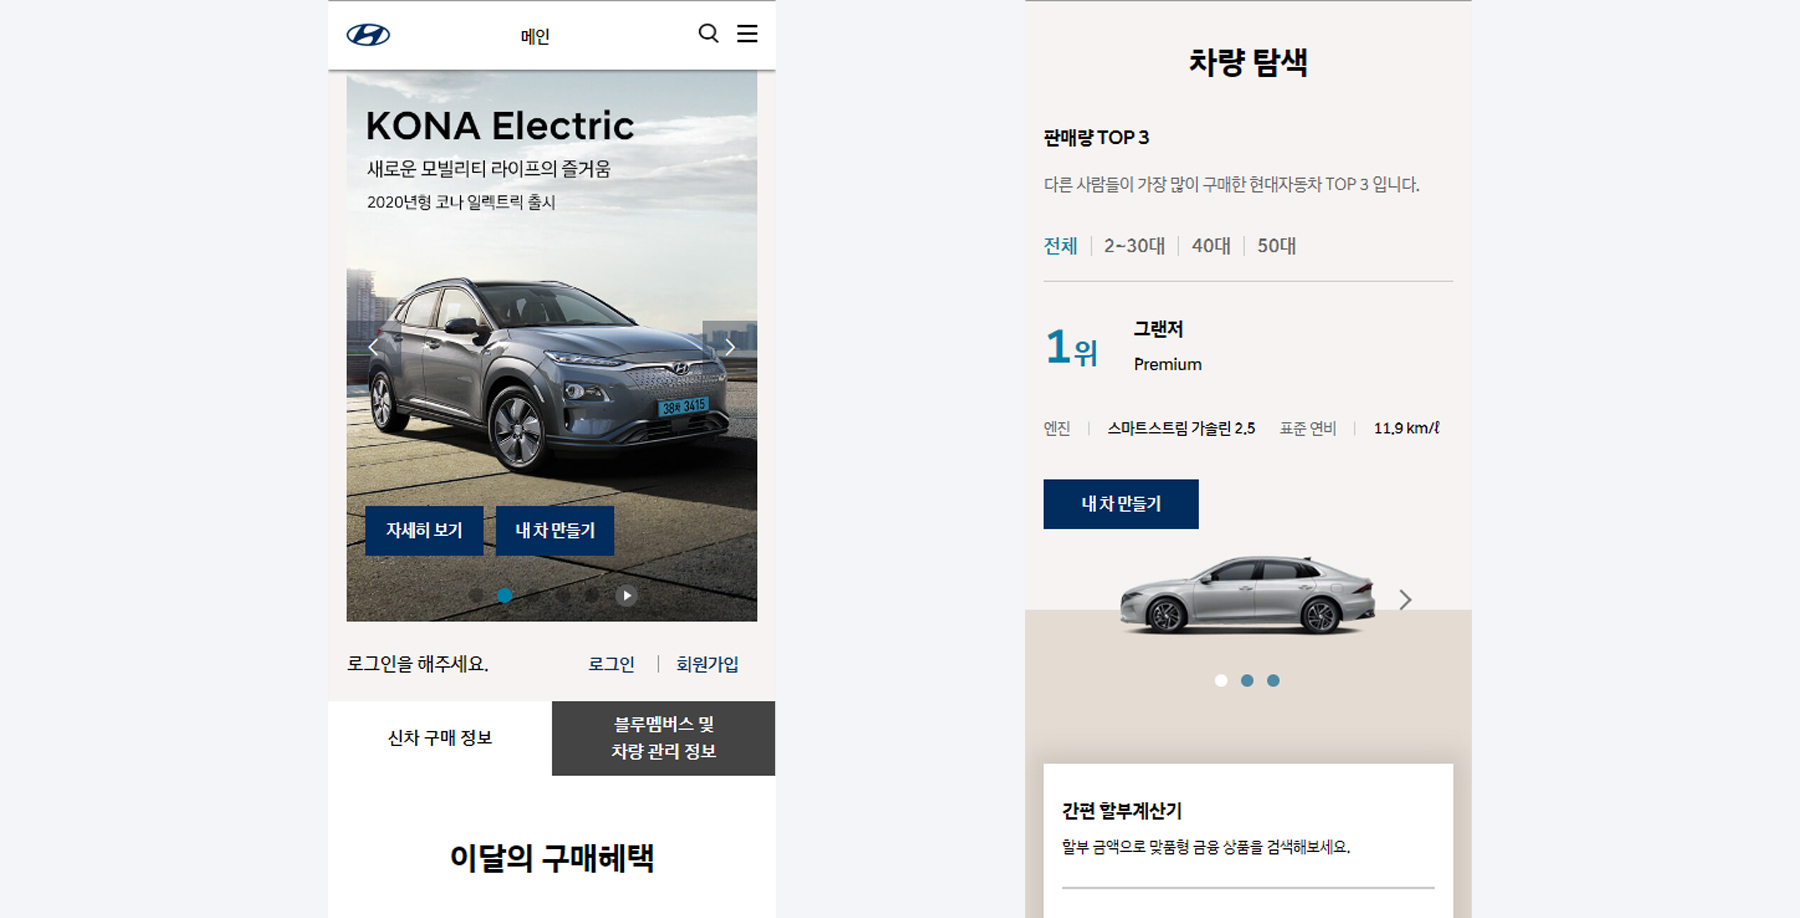 메인
KONA Electric
새로운 모빌리티 라이프의 즐거움
2020년형 코나 일렉트릭 출시
38최 3415
자세히 보기
내 차 만들기
로그인을 해주세요.
로그인
회원가입
신차 구매 정보
블루멤버스 및
차량 관리 정보
이달의 구매혜택
차량 탐색
판매량 TOP 3
다른 사람들이 가장 많이 구매한 현대자동차 TOP 3 입니다.
전체 2~30대 40대 50대
1위
그랜저
Premium
엔진 스마트스트림 가솔린 2.5 표준 연비 11.9 km/ℓ
내 차 만들기
간편 할부계산기
할부 금액으로 맞품형 금융 상품을 검색해보세요.